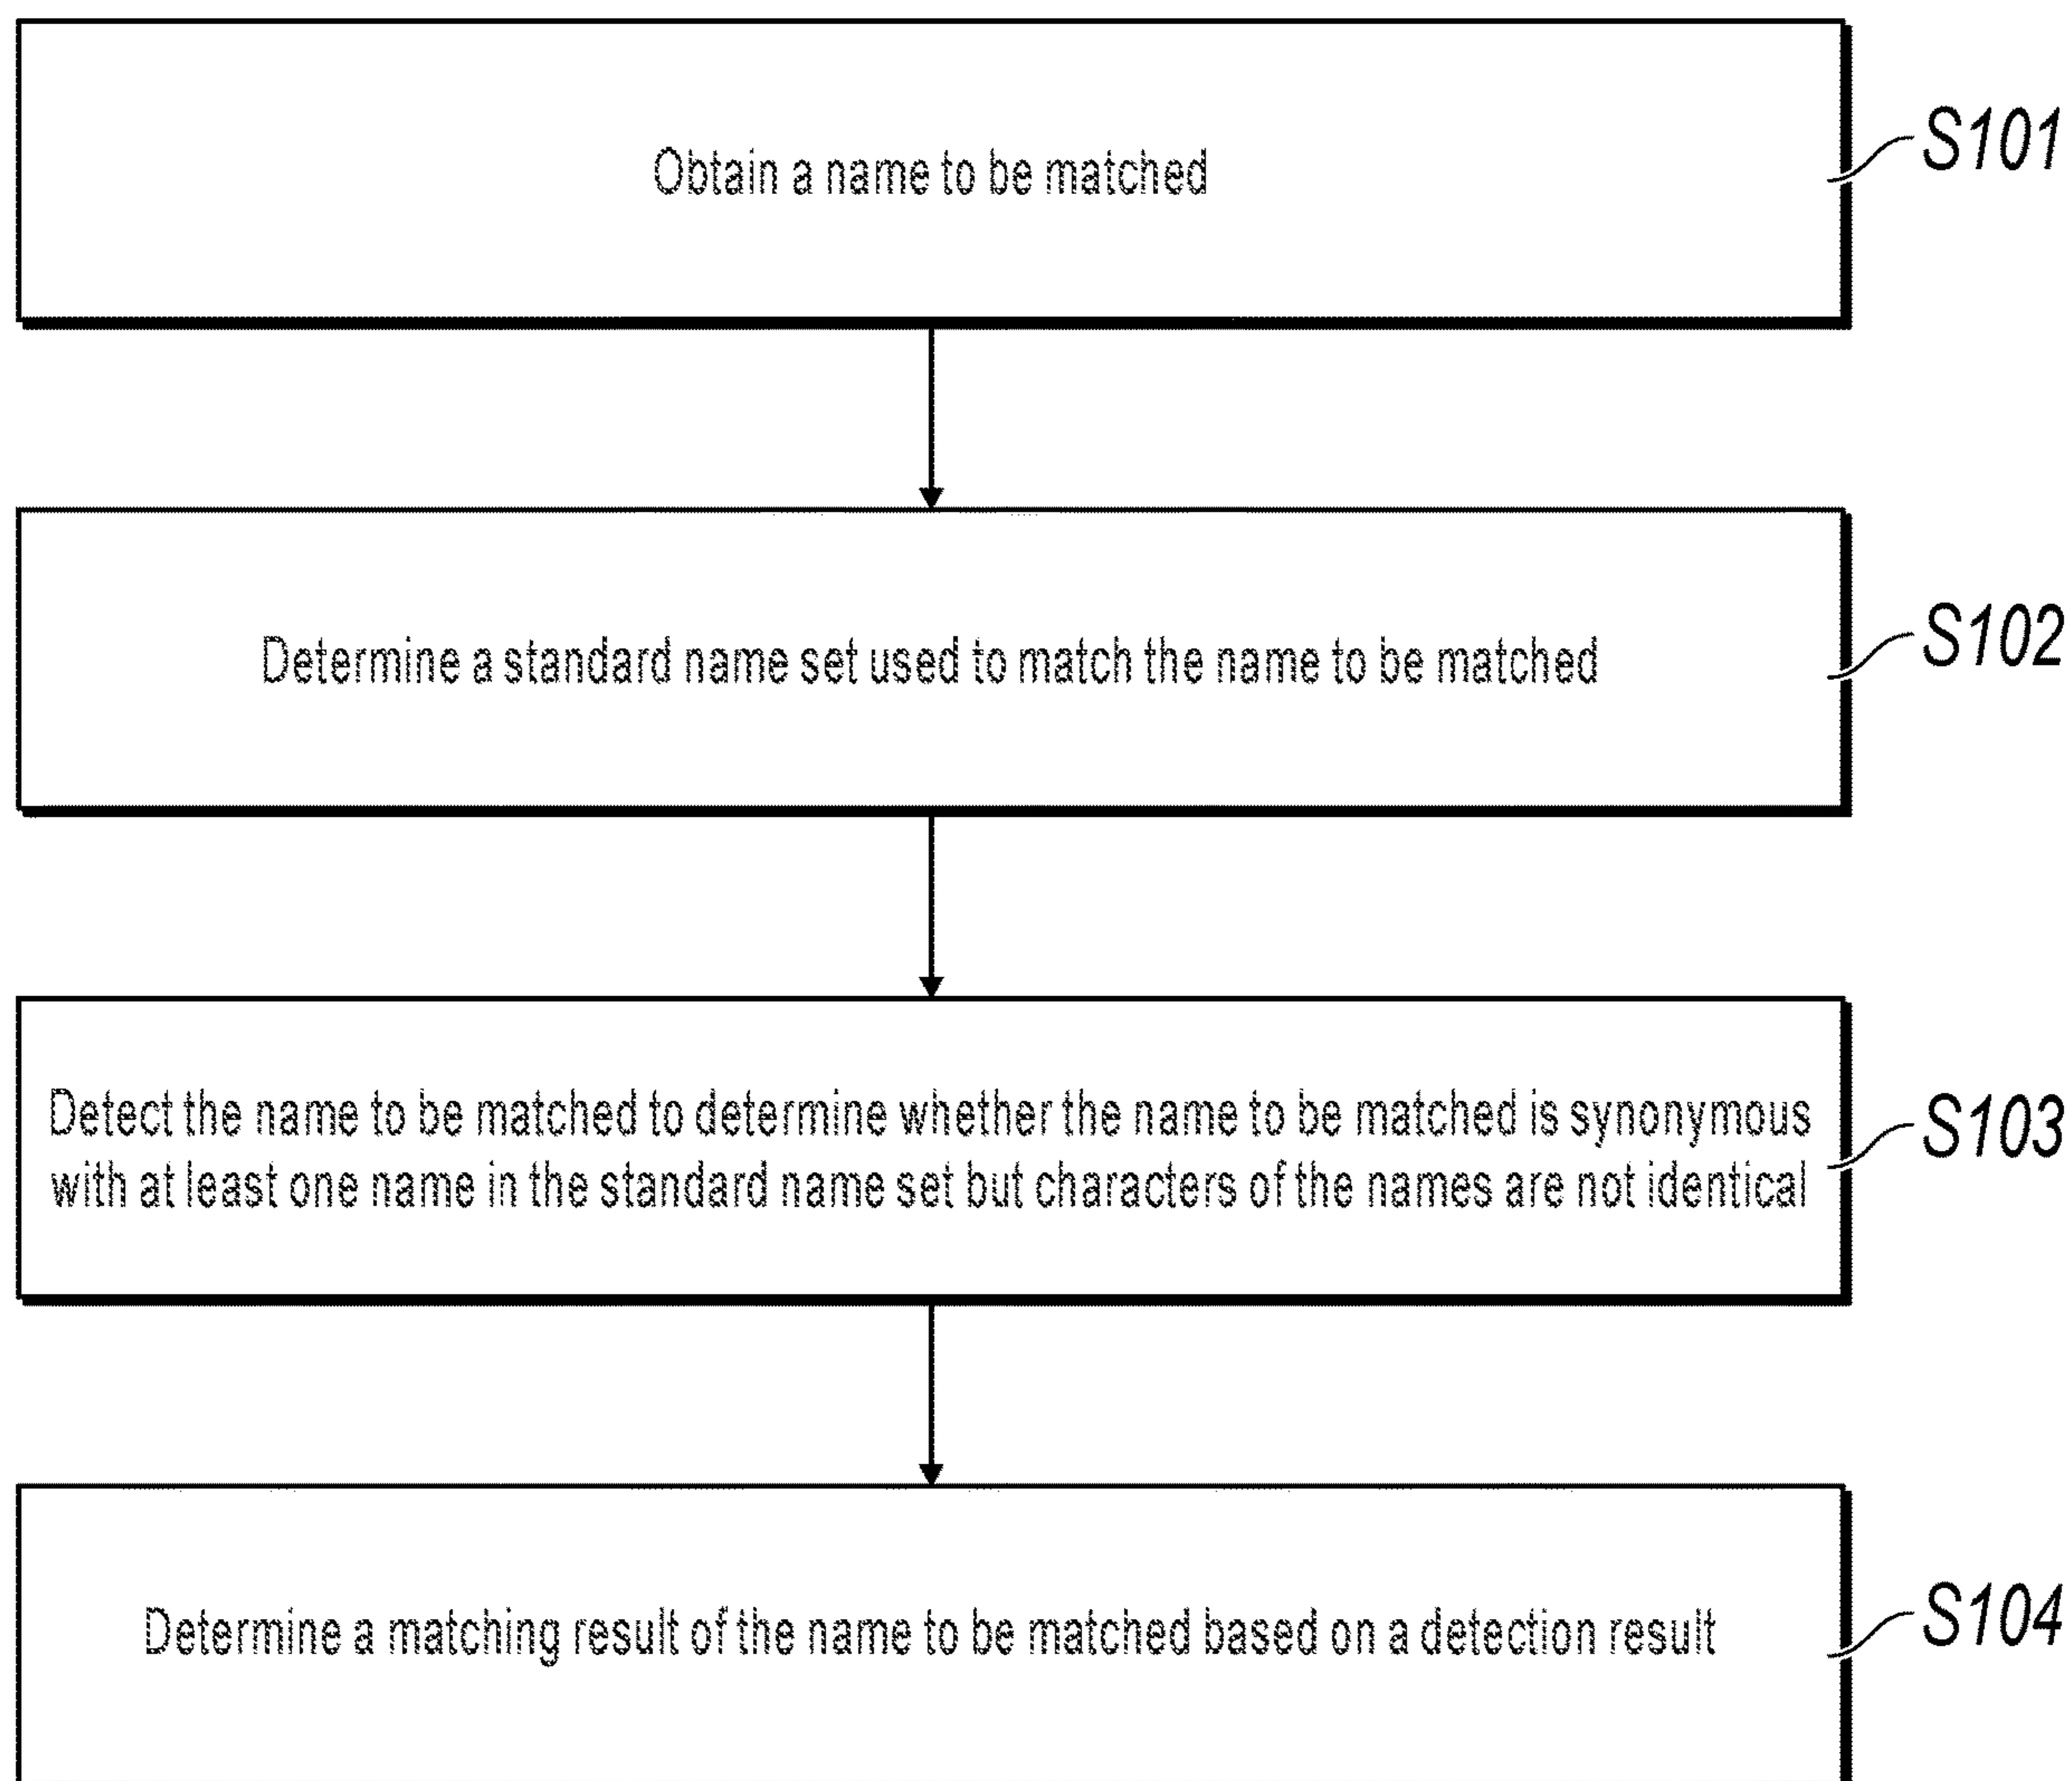 Obtain a name to be matched
S101
Determine a standard name set used to match the name to be matched
S102
Detect the name to be matched to determine whether the name to be matched is synonymous
with at least one name in the standard name set but characters of the names are not identical
S103
Determine a matching result of the name to be matched based on a detection result
S104